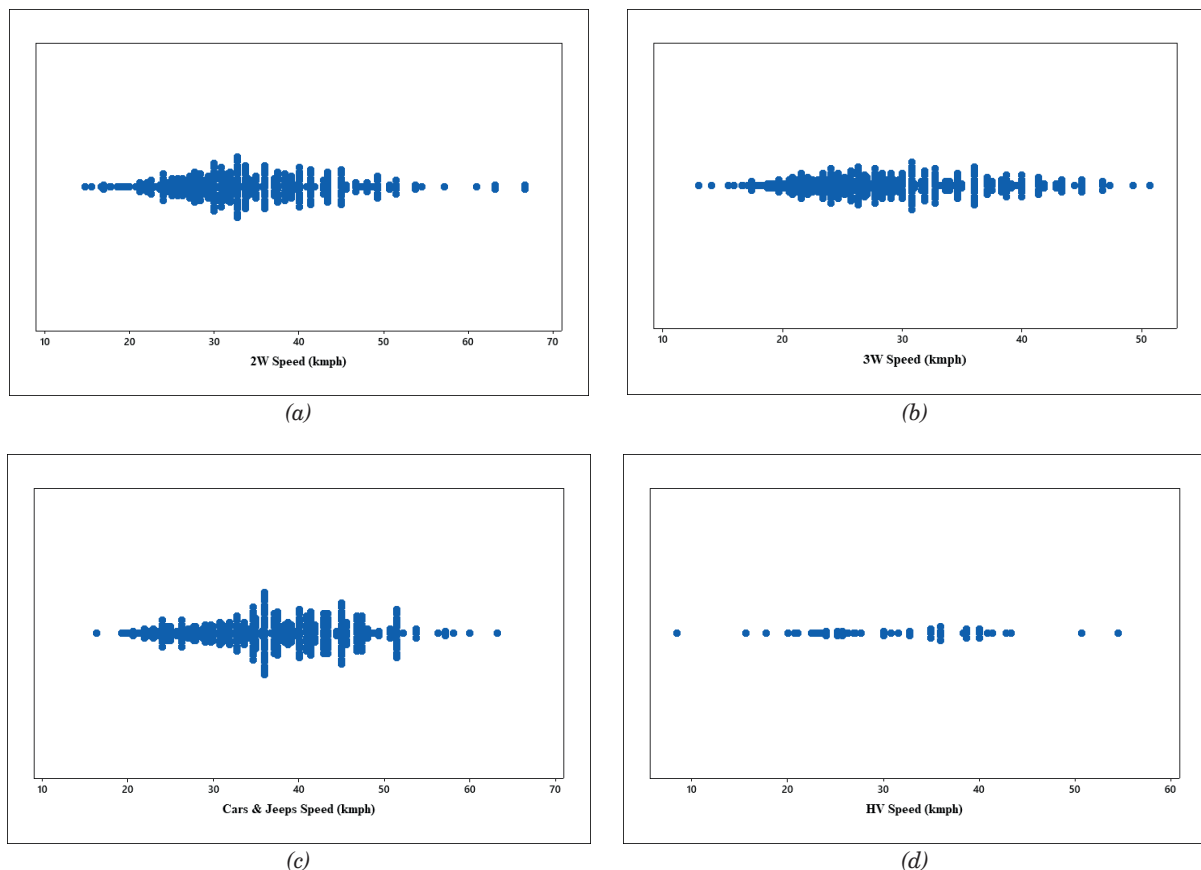 10 20 30 40 50 60 70
2W Speed (kmph)
(a)
10 20 30 40 50
3W Speed (kmph)
(b)
10 20 30 40 50 60 70
Cars & Jeeps Speed (kmph)
(c)
10 20 30 40 50 60
HV Speed (kmph)
(d)